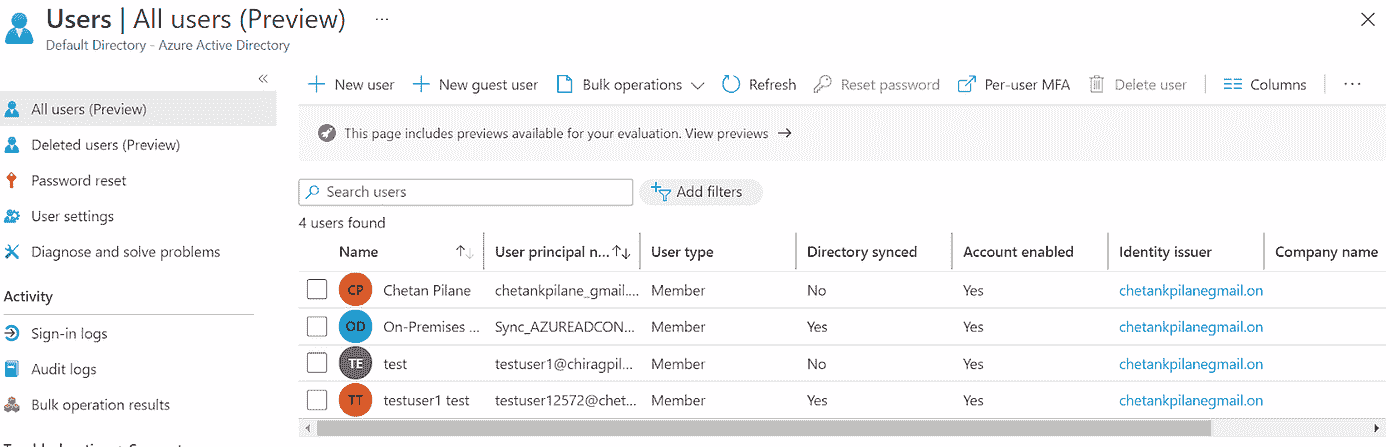 Users | All users (Preview) ...
Default Directory - Azure Active Directory
All users (Preview)
Deleted users (Preview)
Password reset
User settings
Diagnose and solve problems
Activity
Sign-in logs
Audit logs
Bulk operation results
New user New guest user Bulk operations Refresh Reset password Per-user MFA Delete user Columns ...
This page includes previews available for your evaluation. View previews →
Search users Add filters
4 users found
Name User principal n... User type Directory synced Account enabled Identity issuer Company name
CP Chetan Pilane chetankpilane_gmail.... Member No Yes chetankpilanegmail.on
OD On-Premises ... Sync_AZUREADCON... Member Yes Yes chetankpilanegmail.on
TE test testuser1@chiragpil... Member No Yes chetankpilanegmail.on
TT testuser1 test testuser12572@chet... Member Yes Yes chetankpilanegmail.on